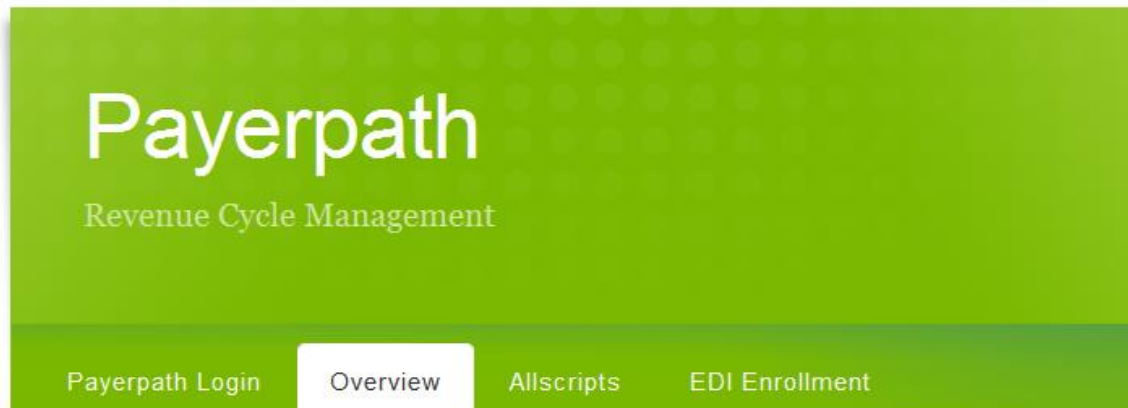 Payerpath
Revenue Cycle Management
Payerpath Login Overview Allscripts EDI Enrollment